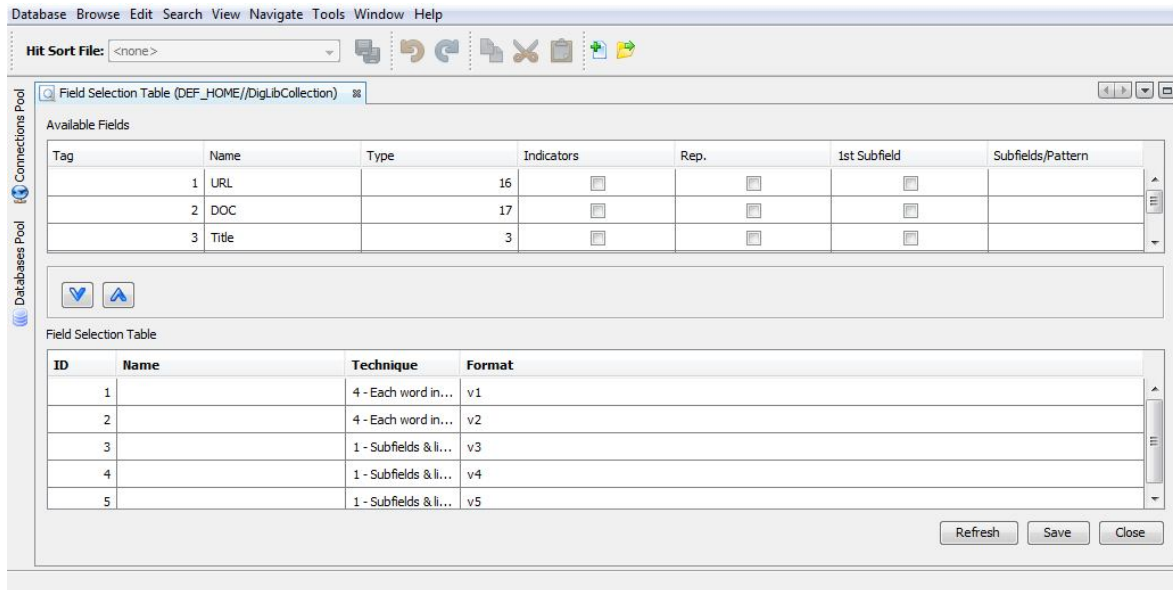 Database Browse Edit Search View Navigate Tools Window Help
Hit Sort File: <none>
Connections Pool
Databases Pool
Field Selection Table (DEF_HOME//DigLibCollection)
Available Fields
Tag Name Type Indicators Rep. 1st Subfield Subfields/Pattern
1 URL 16
2 DOC 17
3 Title 3
Field Selection Table
ID Name Technique Format
1 4 - Each word in... v1
2 4 - Each word in... v2
3 1 - Subfields & li... v3
4 1 - Subfields & li... v4
5 1 - Subfields & li... v5
Refresh Save Close